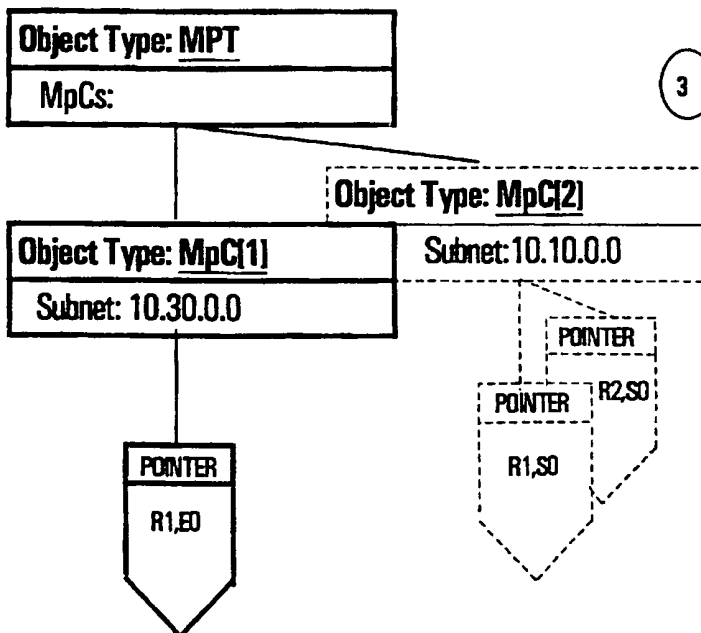 Object Type: MPT
MpCs:
3
Object Type: MpC[2]
Subnet:10.10.0.0
Object Type: MpC[1]
Subnet: 10.30.0.0
POINTER
R2,S0
POINTER
R1,S0
POINTER
R1,E0